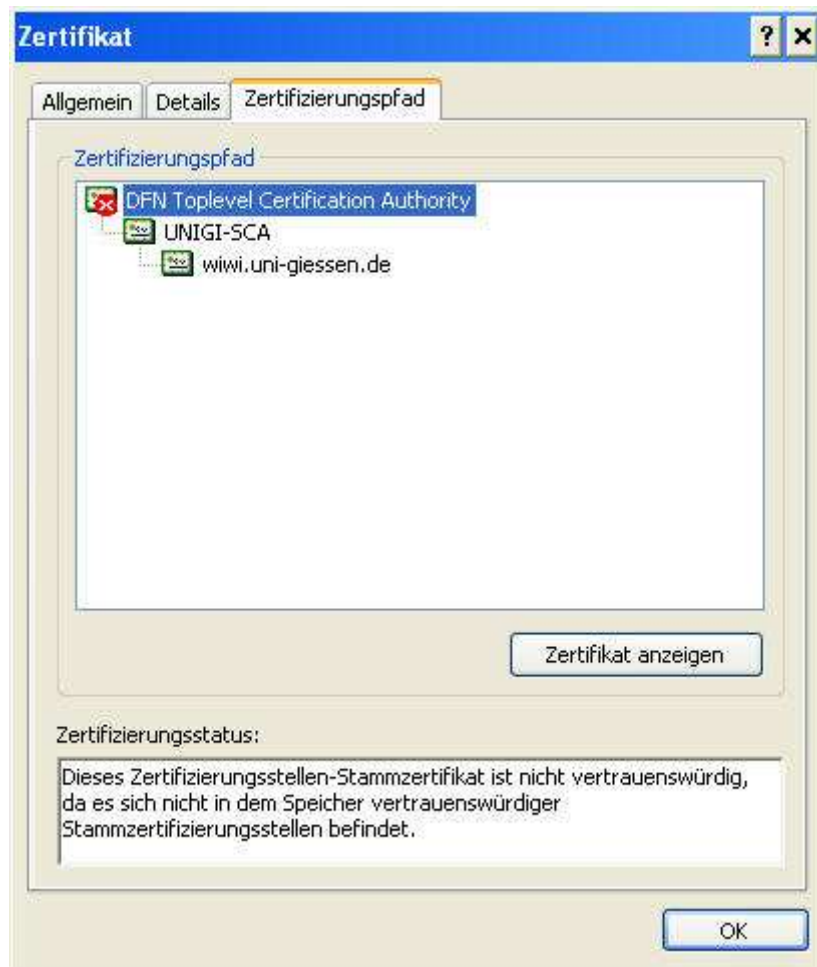 Zertifikat
Allgemein Details Zertifizierungspfad
Zertifizierungspfad
DFN Toplevel Certification Authority
UNIGI-SCA
wiwi.uni-giessen.de
Zertifikat anzeigen
Zertifizierungsstatus:
Dieses Zertifizierungsstellen-Stammzertifikat ist nicht vertrauenswürdig,
da es sich nicht in dem Speicher vertrauenswürdiger
Stammzertifizierungsstellen befindet.
OK